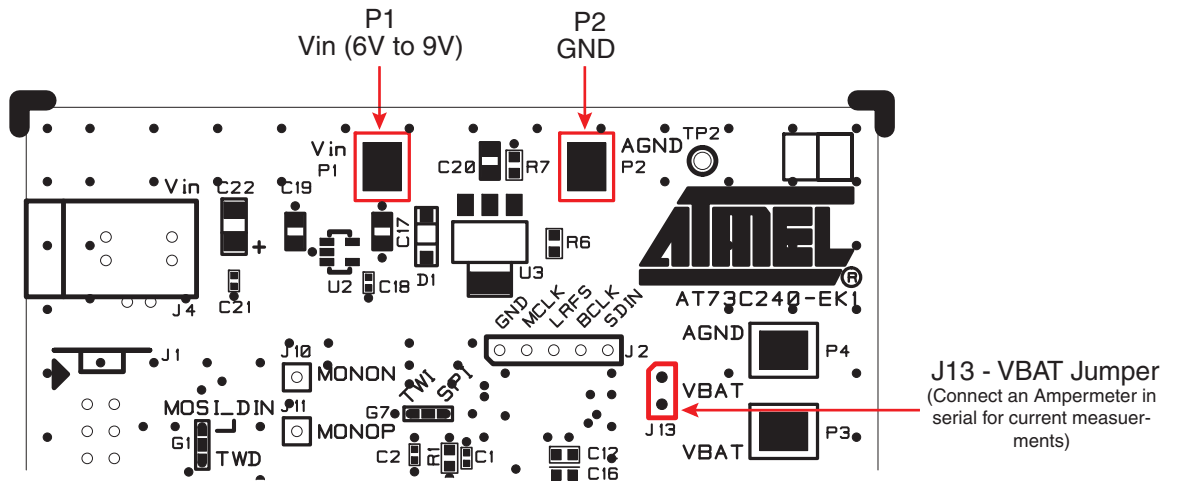 P1
Vin (6V to 9V)
P2
GND
Vin
P1
C20
R7
AGND
P2
TP2
Vin
C22
C19
C17
+
U2
C18
D1
U3
R6
ATMEL
®
AT73C240-EK1
J4
C21
GND
MCLK
LRFS
BCLK
SDIN
J2
AGND
P4
J1
J10
MONON
J11
MONOP
TWI
SPI
G7
MOSI_DIN
G1
TWD
C2
R1
C1
C12
C16
VBAT
J13
P3
VBAT
J13 - VBAT Jumper
(Connect an Ampermeter in
serial for current measuer-
ments)